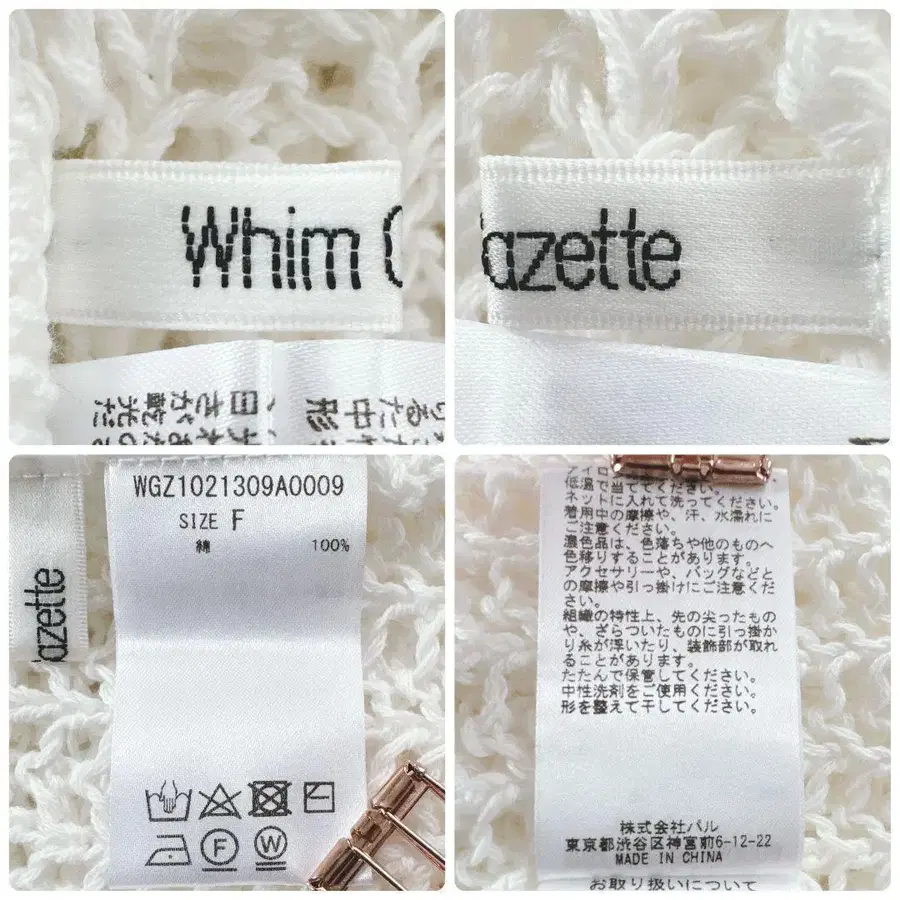 Whim
azette
WGZ1021309A0009
SIZE F
綿 100%
azette
F
W
低温で当ててください。
ネットに入れて洗ってください。
着用中の摩擦や、汗、水濡れに
ご注意ください。
濃色品は、色落ちや他のものへ
色移りすることがあります。
アクセサリーや、バッグなどと
の摩擦や引っ掛けにご注意くだ
さい。
組織の特性上、先の尖ったもの
や、ざらついたものに引っ掛か
り糸が浮いたり、装飾部が取れ
ることがあります。
たたんで保管してください。
中性洗剤をご使用ください。
形を整えて干してください。
株式会社パル
東京都渋谷区神宮前6-12-22
MADE IN CHINA
お取り扱いについて